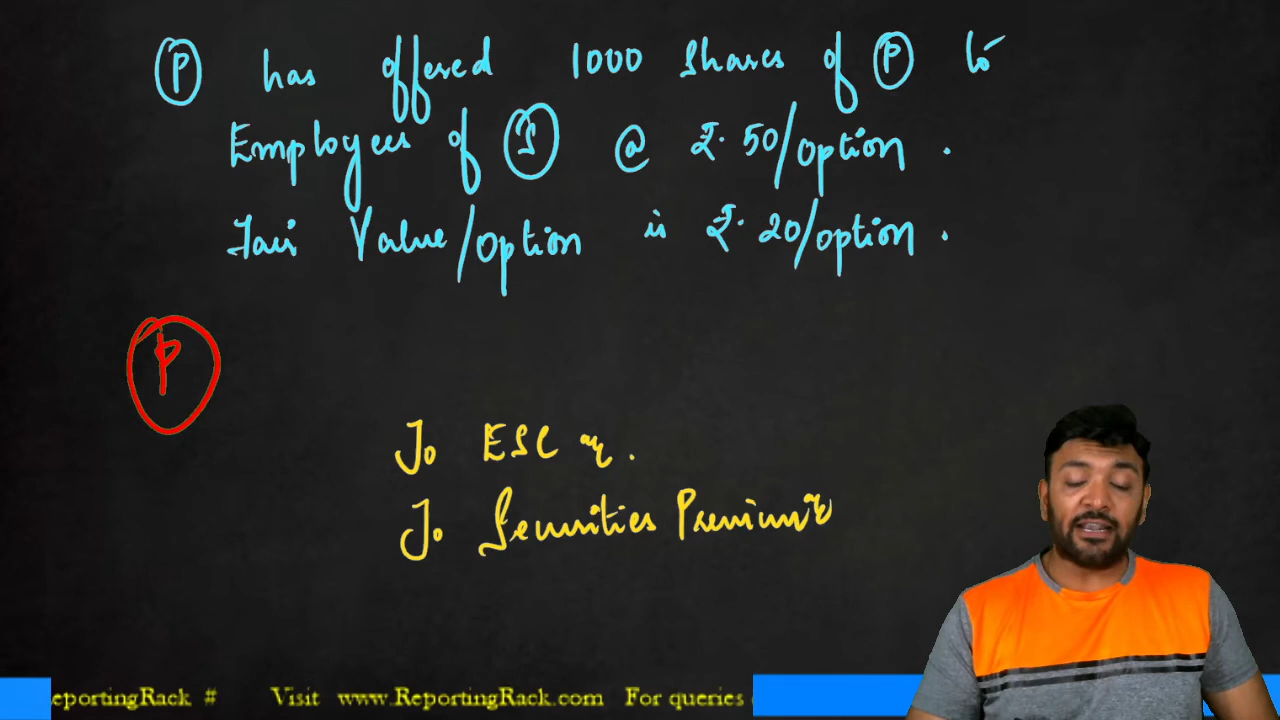 P has offered 1000 shares of P to
Employees of S @ ₹. 50/option.
Fair Value/option is ₹. 20/option.
P
To ESC a/c.
To Securities Premium a/c
eportingRack # Visit www.ReportingRack.com For queries